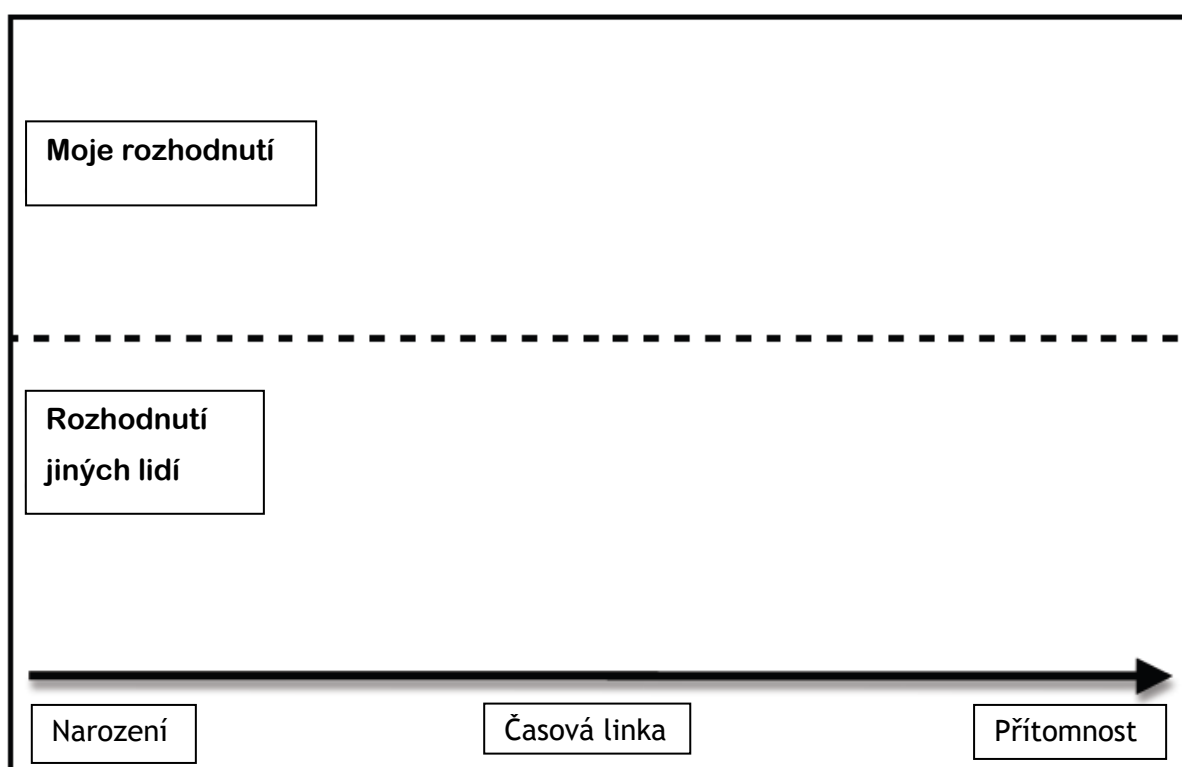 Moje rozhodnutí
Rozhodnutí
jiných lidí
Narození
Časová linka
Přítomnost